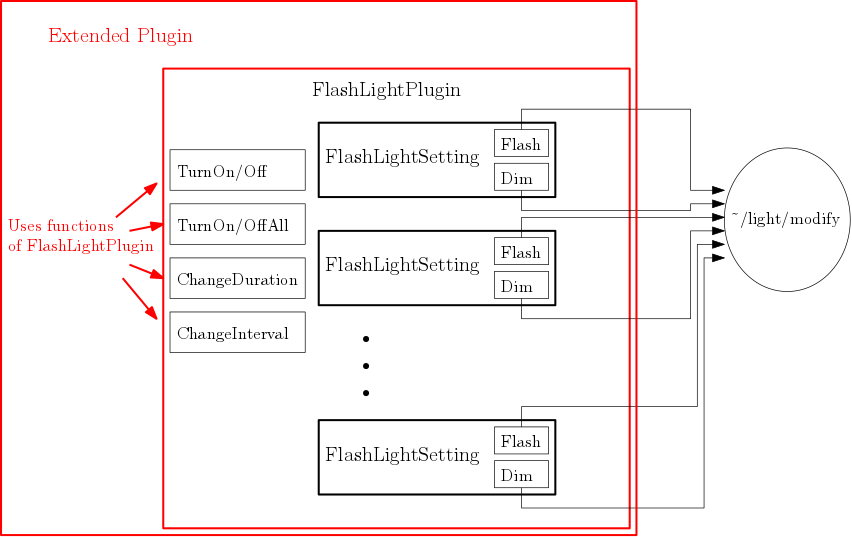 Extended Plugin
FlashLightPlugin
Flash
FlashLightSetting
Dim
TurnOn/Off
TurnOn/OffAll
ChangeDuration
ChangeInterval
Uses functions
of FlashLightPlugin
Flash
FlashLightSetting
Dim
Flash
FlashLightSetting
Dim
~/light/modify